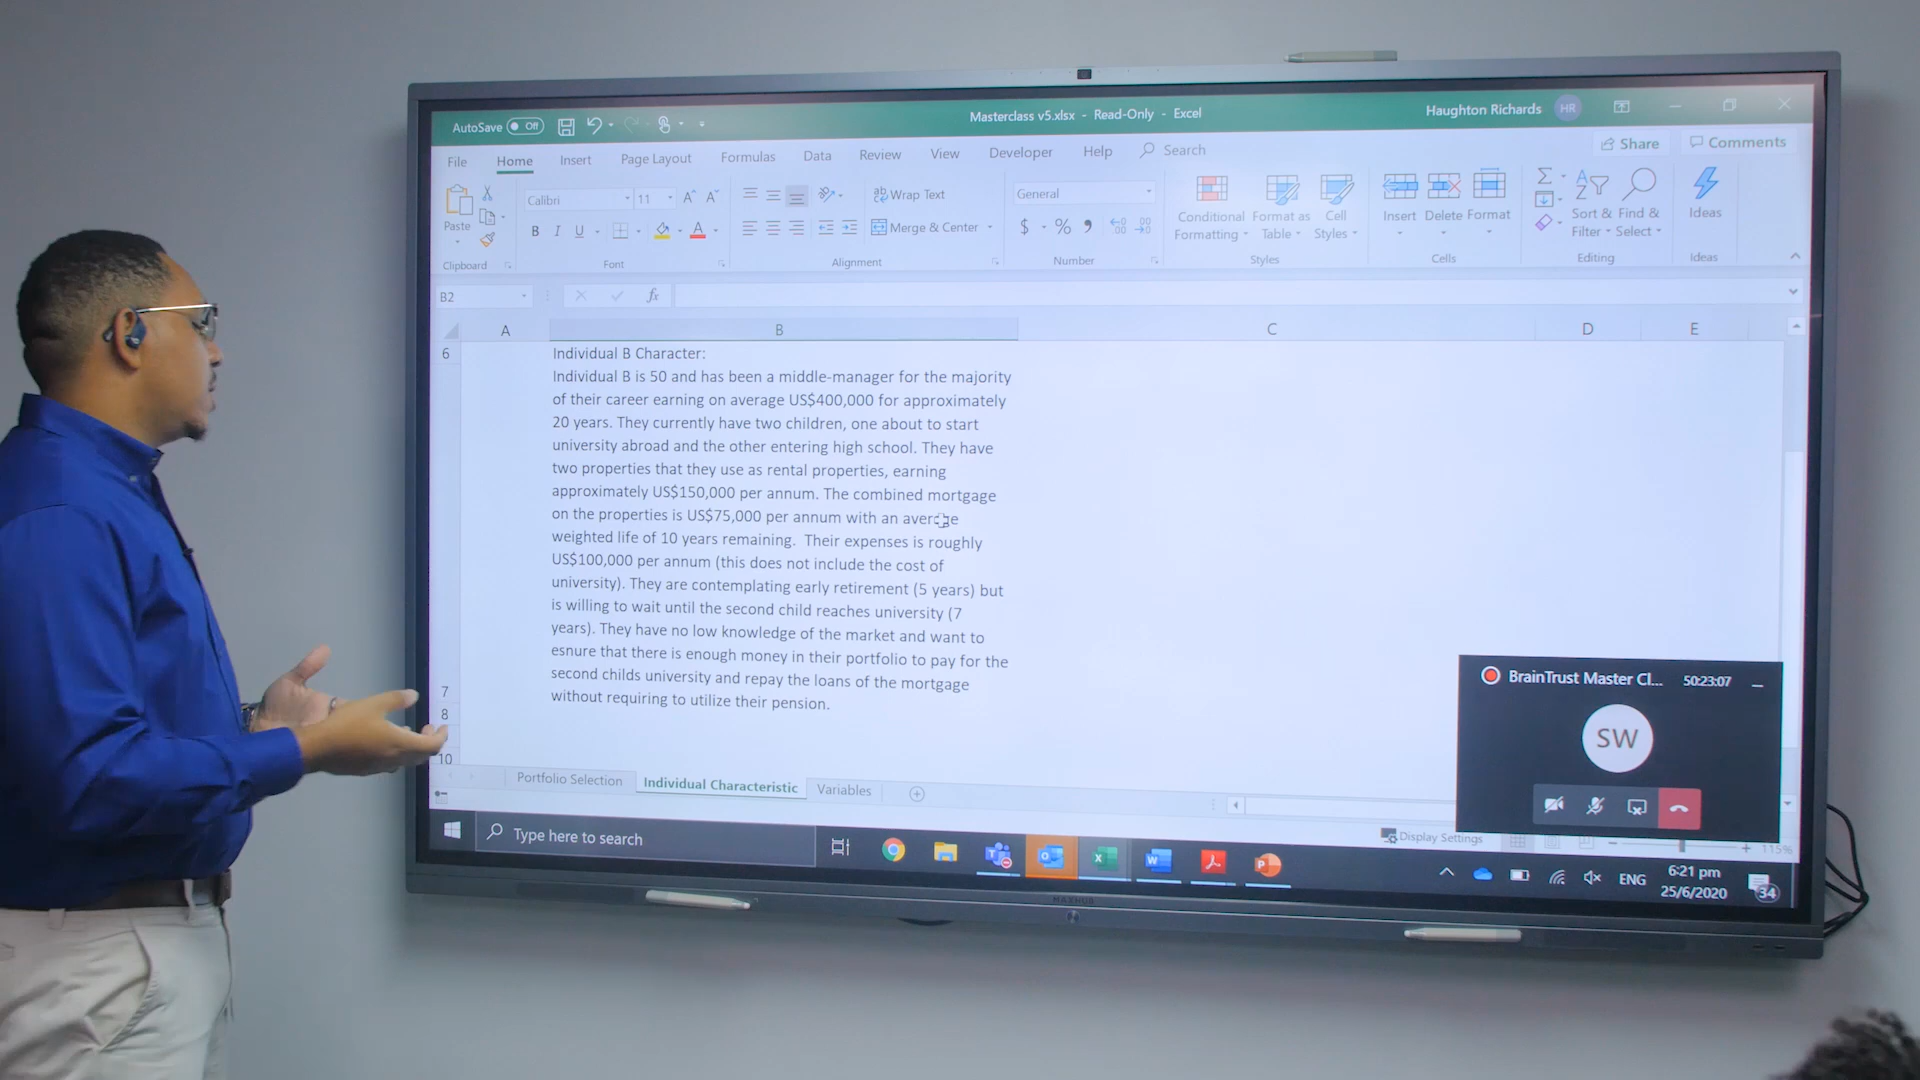 Masterclass v5.xlsx - Read-Only - Excel
Haughton Richards HR
AutoSave Off
File Home Insert Page Layout Formulas Data Review View Developer Help Search
Share Comments
Calibri 11
Wrap Text
General
Paste
B I U
Merge & Center
$ % ,
Conditional Formatting
Format as Table
Cell Styles
Insert Delete Format
Sort & Filter
Find & Select
Ideas
Clipboard Font Alignment Number Styles Cells Editing Ideas
B2 fx
A B C D E
6 Individual B Character:
Individual B is 50 and has been a middle-manager for the majority
of their career earning on average US$400,000 for approximately
20 years. They currently have two children, one about to start
university abroad and the other entering high school. They have
two properties that they use as rental properties, earning
approximately US$150,000 per annum. The combined mortgage
on the properties is US$75,000 per annum with an average
weighted life of 10 years remaining. Their expenses is roughly
US$100,000 per annum (this does not include the cost of
university). They are contemplating early retirement (5 years) but
is willing to wait until the second child reaches university (7
years). They have no low knowledge of the market and want to
esnure that there is enough money in their portfolio to pay for the
second childs university and repay the loans of the mortgage
without requiring to utilize their pension.
7
8
10
Portfolio Selection Individual Characteristic Variables
BrainTrust Master Cl... 50:23:07
SW
Display Settings
115%
Type here to search
ENG
6:21 pm
25/6/2020
34
MAXHUB